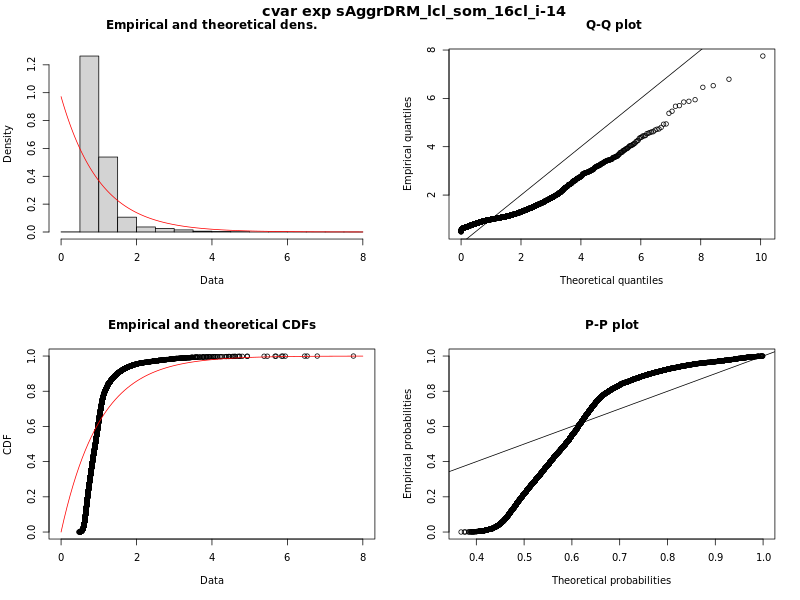 cvar exp sAggrDRM_lcl_som_16cl_i-14
Empirical and theoretical dens.
Density
0.0 0.2 0.4 0.6 0.8 1.0 1.2
0 2 4 6 8
Data
Q-Q plot
Empirical quantiles
2 4 6 8
0 2 4 6 8 10
Theoretical quantiles
Empirical and theoretical CDFs
CDF
0.0 0.2 0.4 0.6 0.8 1.0
0 2 4 6 8
Data
P-P plot
Empirical probabilities
0.0 0.2 0.4 0.6 0.8 1.0
0.4 0.5 0.6 0.7 0.8 0.9 1.0
Theoretical probabilities